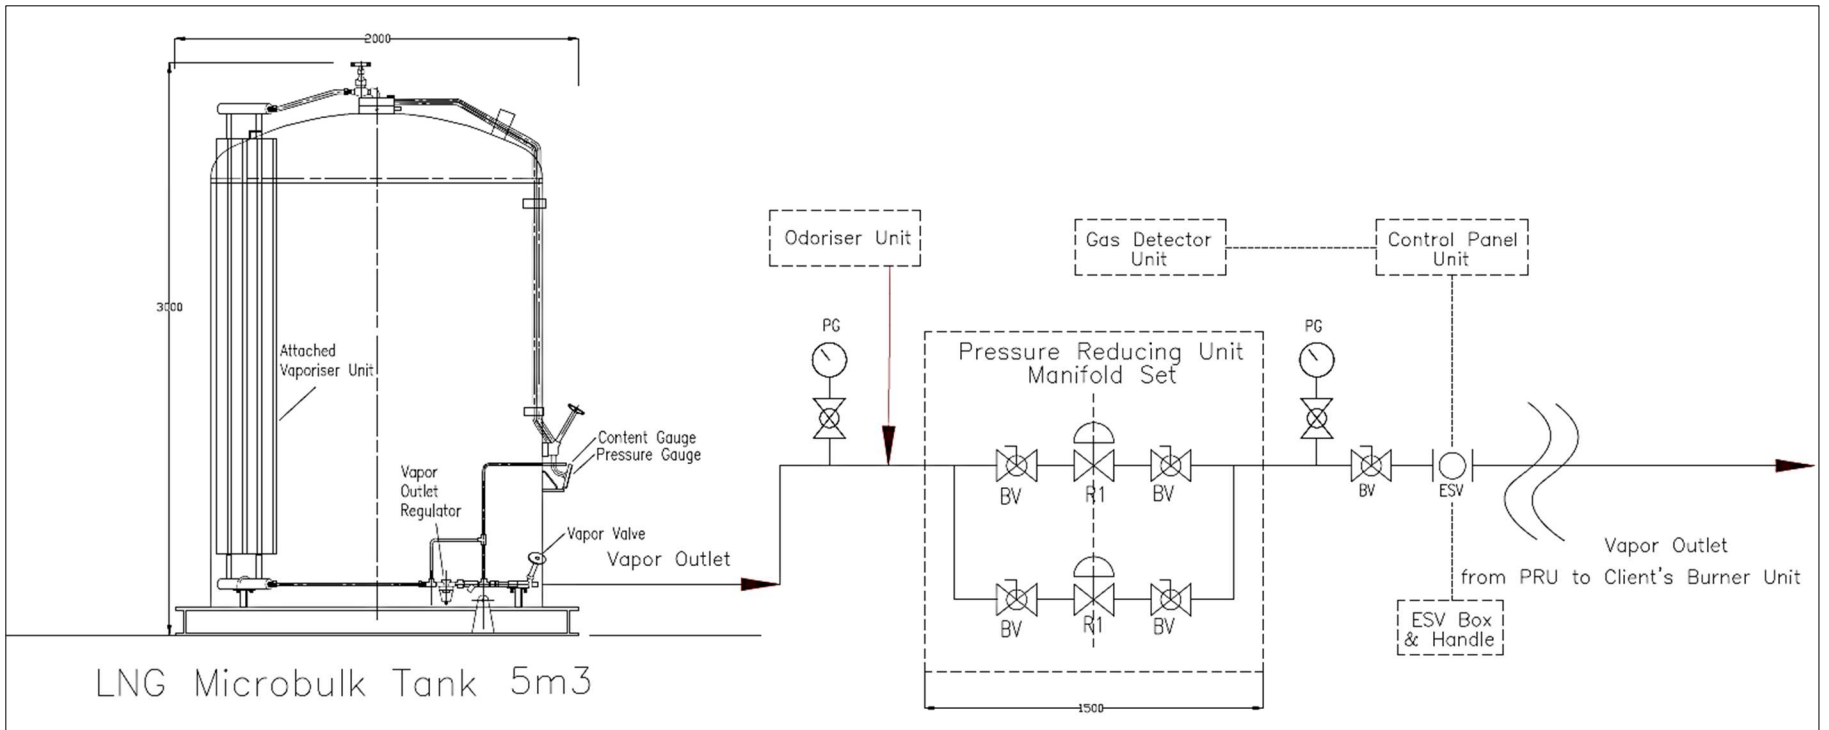 2000
3000
Attached
Vaporiser Unit
Content Gauge
Pressure Gauge
Vapor
Outlet
Regulator
Vapor Valve
Vapor Outlet
LNG Microbulk Tank 5m3
Odoriser Unit
PG
Pressure Reducing Unit
Manifold Set
BV
R1
BV
BV
R1
BV
1500
Gas Detector
Unit
Control Panel
Unit
PG
BV
ESV
Vapor Outlet
from PRU to Client's Burner Unit
ESV Box
& Handle